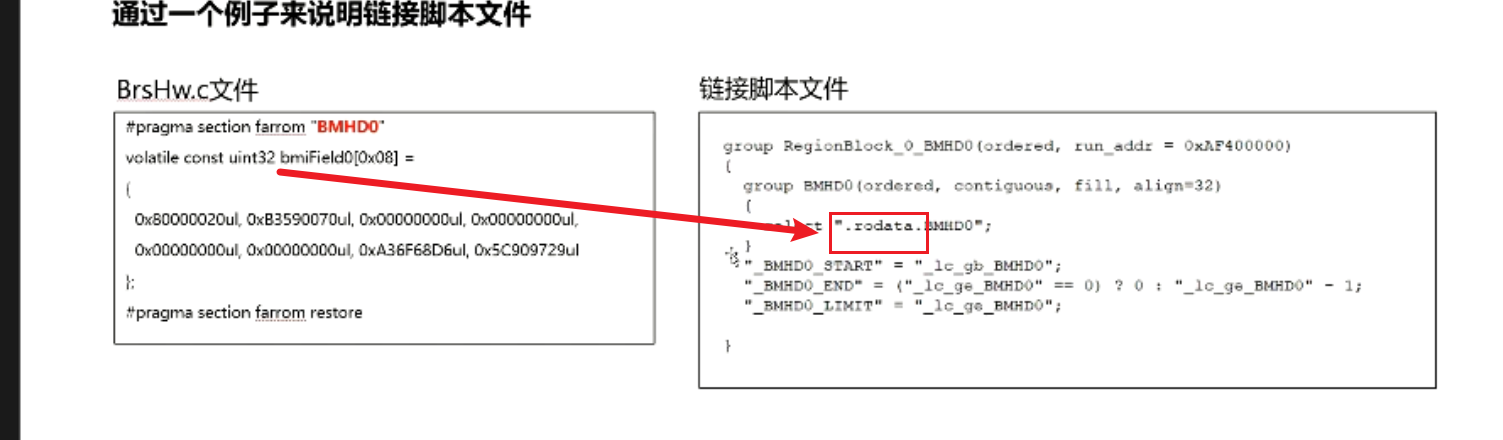 通过一个例子来说明链接脚本文件
BrsHw.c文件
#pragma section farrom "BMHD0"
volatile const uint32 bmiField0[0x08] =
{
0x80000020ul, 0xB3590070ul, 0x00000000ul, 0x00000000ul,
0x00000000ul, 0x00000000ul, 0xA36F68D6ul, 0x5C909729ul
};
#pragma section farrom restore
链接脚本文件
group RegionBlock_0_BMHD0(ordered, run_addr = 0xAF400000)
{
group BMHD0(ordered, contiguous, fill, align=32)
{
".rodata.BMHD0";
}
"_BMHD0_START" = "_lc_gb_BMHD0";
"_BMHD0_END" = ("_lc_ge_BMHD0" == 0) ? 0 : "_lc_ge_BMHD0" - 1;
"_BMHD0_LIMIT" = "_lc_ge_BMHD0";
}